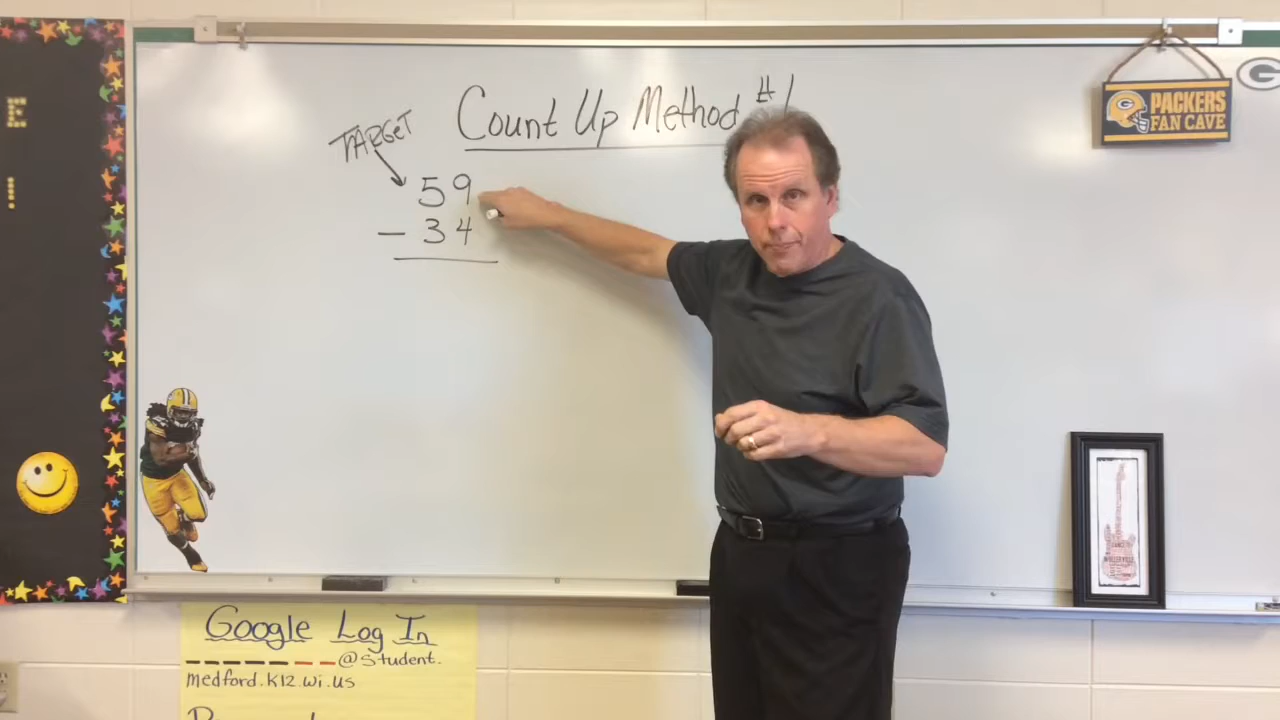 Count Up Method #1
TARGET
59
- 34
PACKERS
FAN CAVE
G
E
!
Google Log In
@Student.
medford.k12.wi.us